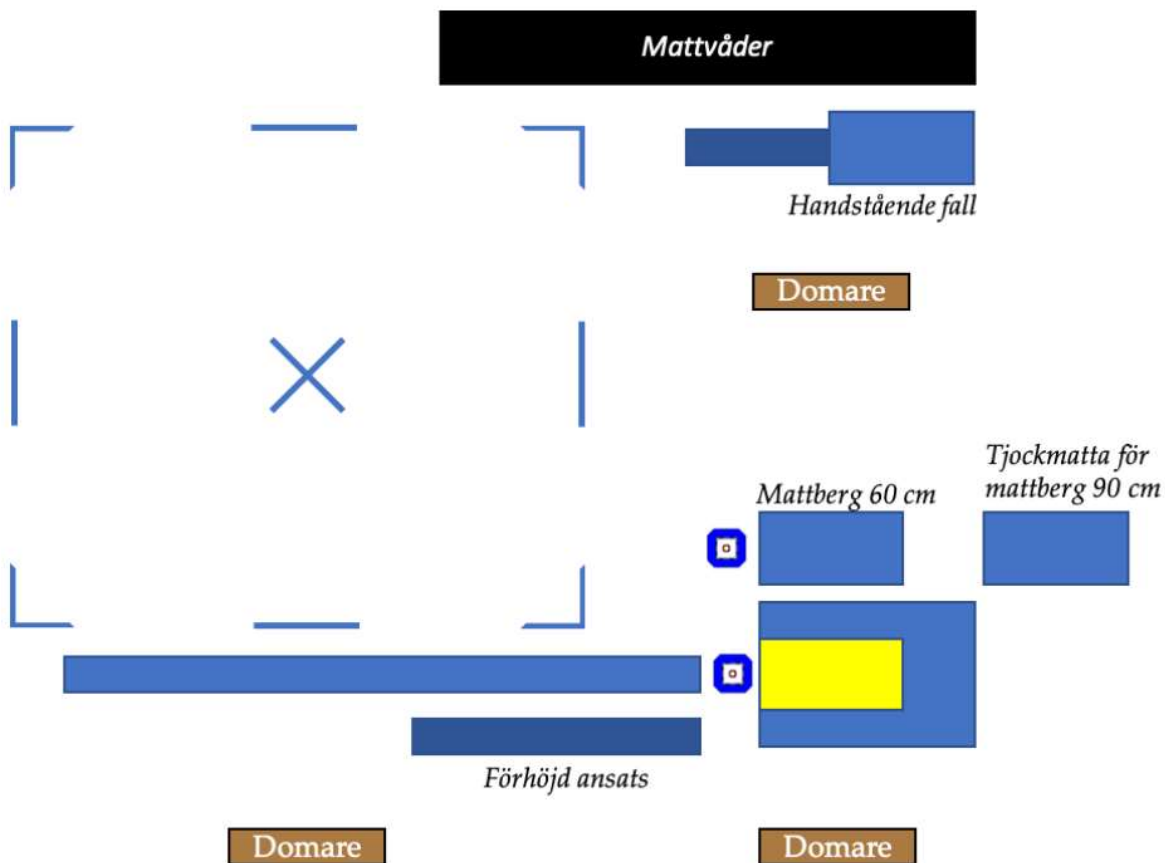 Mattvåder
Handstående fall
Domare
Tjockmatta för
mattberg 90 cm
Mattberg 60 cm
Förhöjd ansats
Domare
Domare